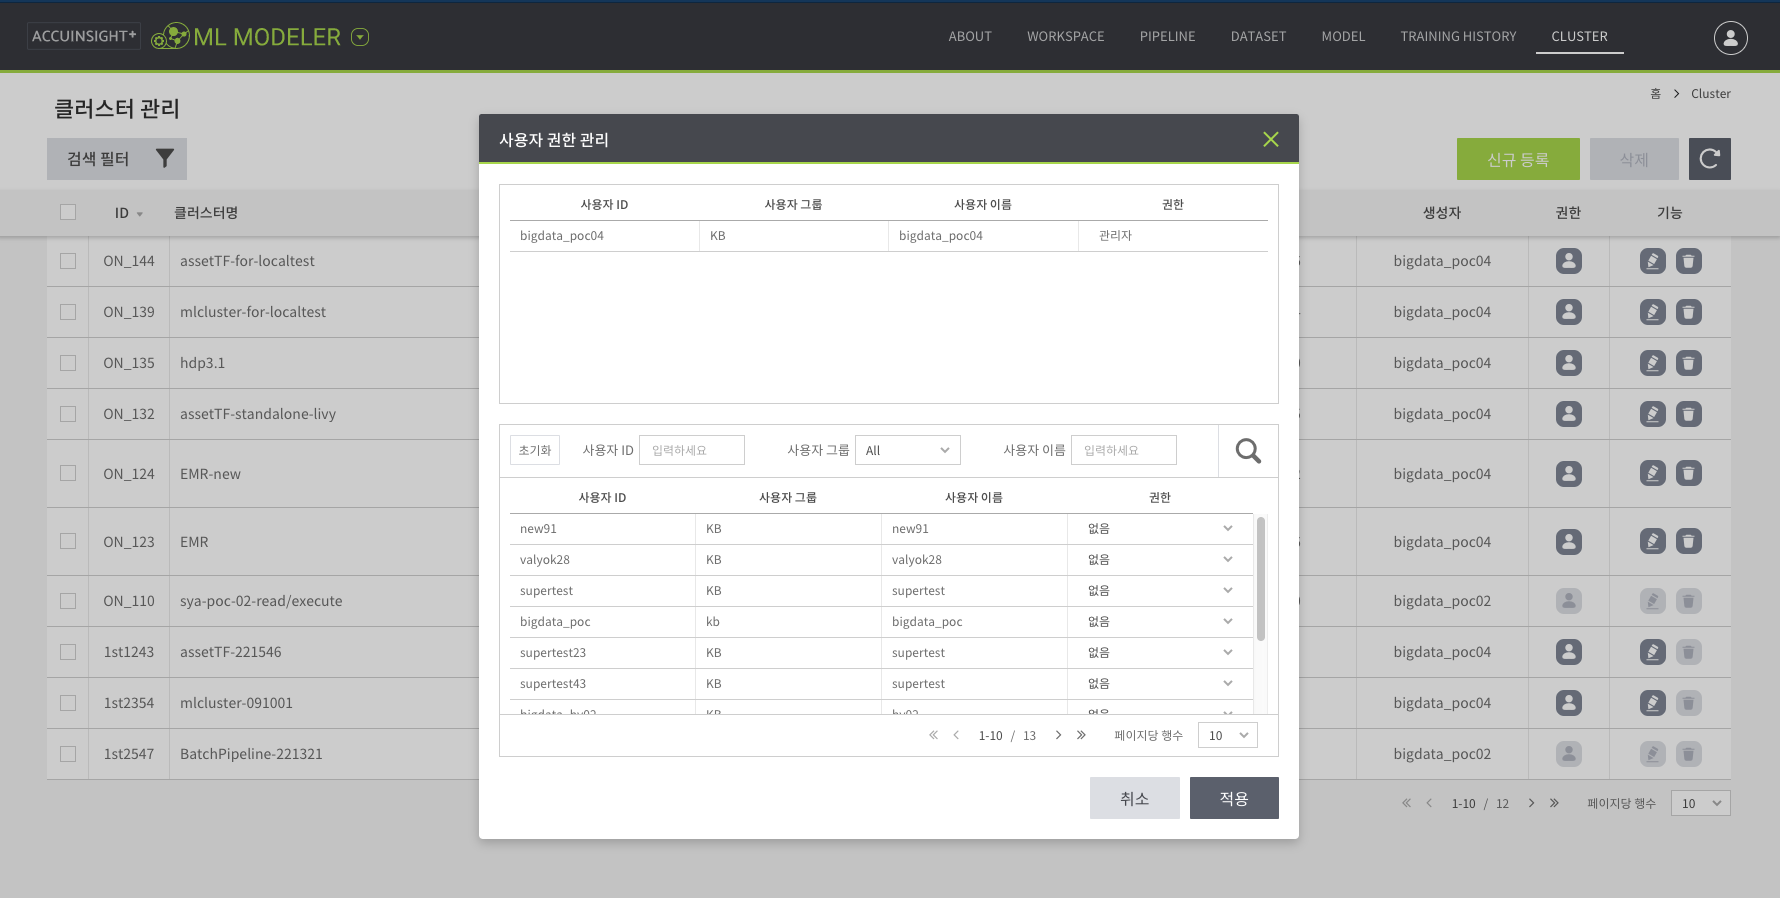 ACCUINSIGHT+ ML MODELER ABOUT WORKSPACE PIPELINE DATASET MODEL TRAINING HISTORY CLUSTER
클러스터 관리
홈 > Cluster
검색 필터
신규 등록 삭제
ID 클러스터명 생성자 권한 기능
ON_144 assetTF-for-localtest bigdata_poc04
ON_139 mlcluster-for-localtest bigdata_poc04
ON_135 hdp3.1 bigdata_poc04
ON_132 assetTF-standalone-livy bigdata_poc04
ON_124 EMR-new bigdata_poc04
ON_123 EMR bigdata_poc04
ON_110 sya-poc-02-read/execute bigdata_poc02
1st1243 assetTF-221546 bigdata_poc04
1st2354 mlcluster-091001 bigdata_poc04
1st2547 BatchPipeline-221321 bigdata_poc02
1-10 / 12 페이지당 행수 10
사용자 권한 관리
사용자 ID 사용자 그룹 사용자 이름 권한
bigdata_poc04 KB bigdata_poc04 관리자
초기화 사용자 ID 입력하세요 사용자 그룹 All 사용자 이름 입력하세요
사용자 ID 사용자 그룹 사용자 이름 권한
new91 KB new91 없음
valyok28 KB valyok28 없음
supertest KB supertest 없음
bigdata_poc kb bigdata_poc 없음
supertest23 KB supertest 없음
supertest43 KB supertest 없음
KB 없음
1-10 / 13 페이지당 행수 10
취소 적용